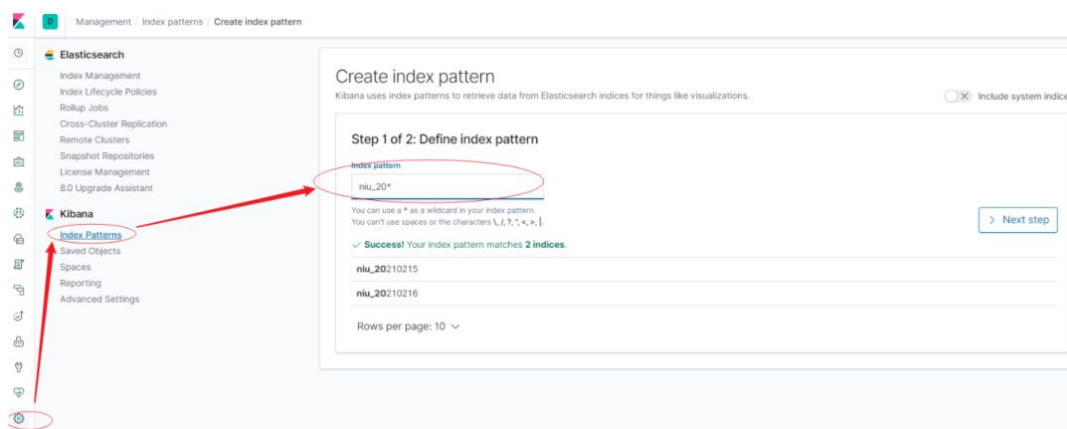 D Management / Index patterns / Create index pattern
Elasticsearch
Index Management
Index Lifecycle Policies
Rollup Jobs
Cross-Cluster Replication
Remote Clusters
Snapshot Repositories
License Management
8.0 Upgrade Assistant
Kibana
Index Patterns
Saved Objects
Spaces
Reporting
Advanced Settings
Create index pattern
Kibana uses index patterns to retrieve data from Elasticsearch indices for things like visualizations.
Include system indice
Step 1 of 2: Define index pattern
Index pattern
niu_20*
You can use a * as a wildcard in your index pattern.
You can't use spaces or the characters \, /, ?, ", <, >, |.
> Next step
✓ Success! Your index pattern matches 2 indices.
niu_20210215
niu_20210216
Rows per page: 10